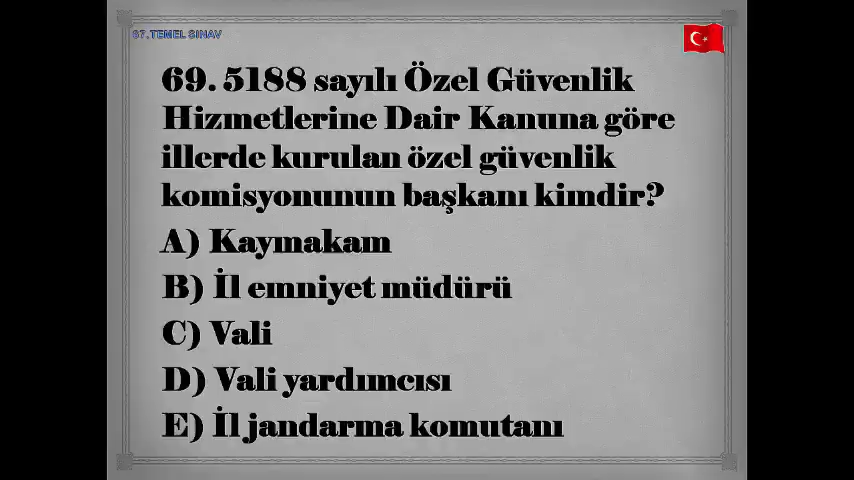 67.TEMEL SINAV
69. 5188 sayılı Özel Güvenlik
Hizmetlerine Dair Kanuna göre
illerde kurulan özel güvenlik
komisyonunun başkanı kimdir?
A) Kaymakam
B) İl emniyet müdürü
C) Vali
D) Vali yardımcısı
E) İl jandarma komutanı